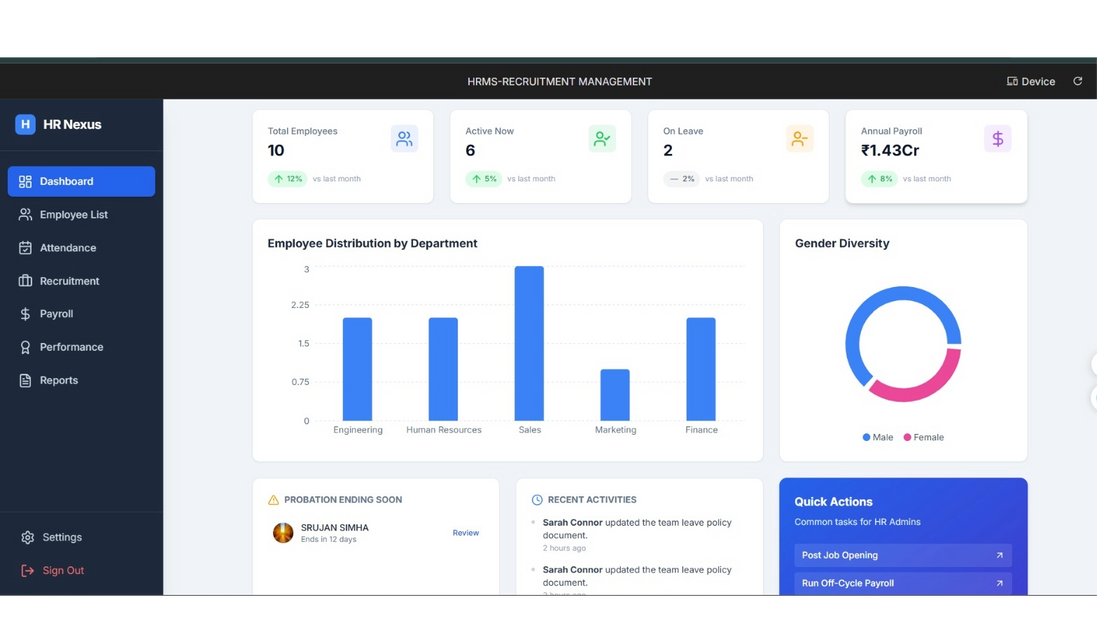 HRMS-RECRUITMENT MANAGEMENT
Device
H
HR Nexus
Dashboard
Employee List
Attendance
Recruitment
Payroll
Performance
Reports
Settings
Sign Out
Total Employees
10
12% vs last month
Active Now
6
5% vs last month
On Leave
2
2% vs last month
Annual Payroll
₹1.43Cr
8% vs last month
Employee Distribution by Department
3
2.25
1.5
0.75
0
Engineering Human Resources Sales Marketing Finance
Gender Diversity
Male Female
PROBATION ENDING SOON
SRUJAN SIMHA
Ends in 12 days
Review
RECENT ACTIVITIES
Sarah Connor updated the team leave policy
document.
2 hours ago
Sarah Connor updated the team leave policy
document.
Quick Actions
Common tasks for HR Admins
Post Job Opening
Run Off-Cycle Payroll